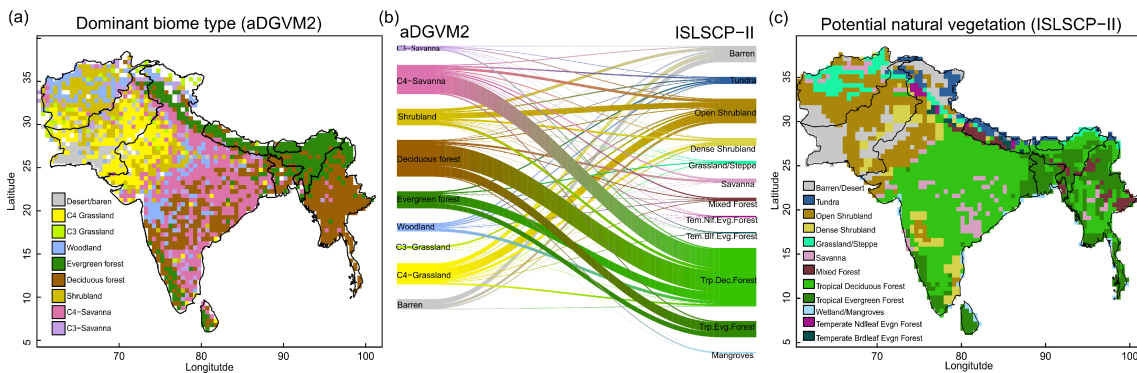 (a)
Dominant biome type (aDGVM2)
35
30
25
20
15
10
5
Latitude
Desert/baren
C4 Grassland
C3 Grassland
Woodland
Evergreen forest
Deciduous forest
Shrubland
C4−Savanna
C3−Savanna
70
80
90
100
Longitutde
(b)
aDGVM2
ISLSCP−II
C3−Savanna
C4−Savanna
Shrubland
Deciduous forest
Evergreen forest
Woodland
C3−Grassland
C4−Grassland
Barren
Barren
Tundra
Open Shrubland
Dense Shrubland
Grassland/Steppe
Savanna
Mixed Forest
Tem.Nlf.Evg.Forest
Tem.Blf.Evg.Forest
Trp.Dec.Forest
Trp.Evg.Forest
Mangroves
(c)
Potential natural vegetation (ISLSCP−II)
35
30
25
20
15
10
5
Latitude
Barren/Desert
Tundra
Open Shrubland
Dense Shrubland
Grassland/Steppe
Savanna
Mixed Forest
Tropical Deciduous Forest
Tropical Evergreen Forest
Wetland/Mangroves
Temperate Ndlleaf Evgn Forest
Temperate Brdleaf Evgn Forest
70
80
90
100
Longitutde